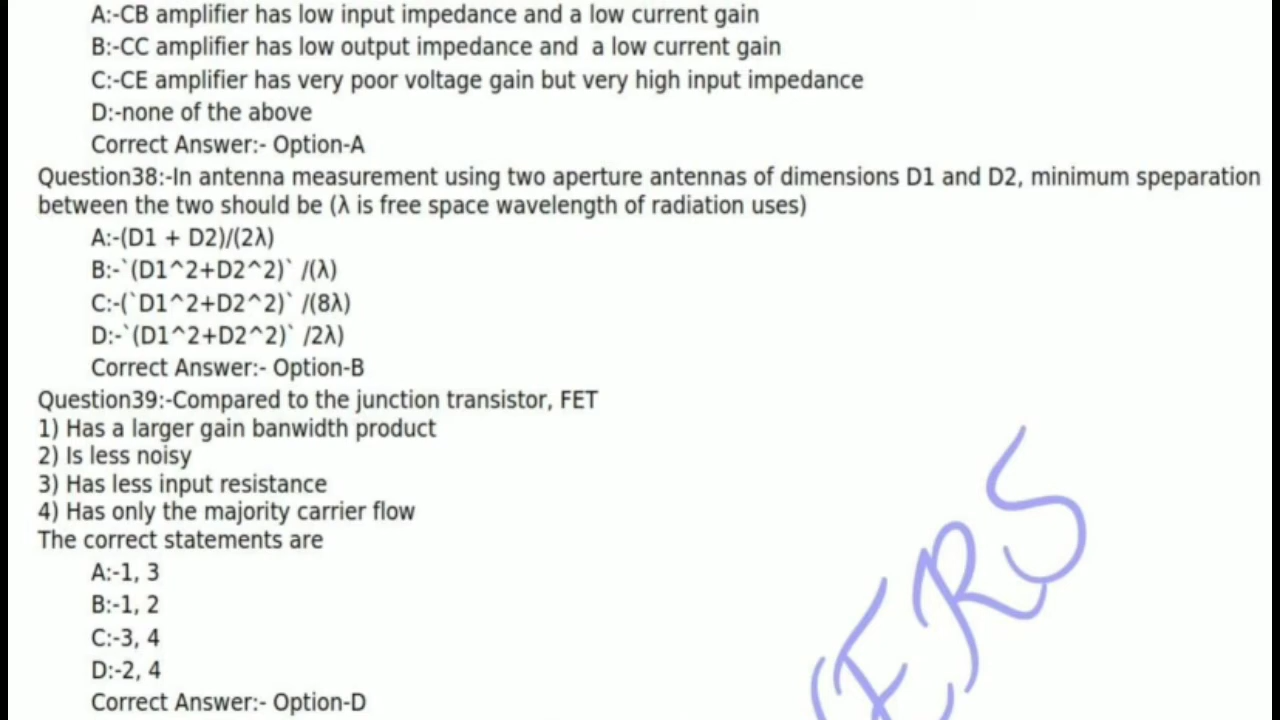 A:-CB amplifier has low input impedance and a low current gain
B:-CC amplifier has low output impedance and a low current gain
C:-CE amplifier has very poor voltage gain but very high input impedance
D:-none of the above
Correct Answer:- Option-A
Question38:-In antenna measurement using two aperture antennas of dimensions D1 and D2, minimum speparation
between the two should be (λ is free space wavelength of radiation uses)
A:-(D1 + D2)/(2λ)
B:-`(D1^2+D2^2)` /(λ)
C:-(`D1^2+D2^2)` /(8λ)
D:-`(D1^2+D2^2)` /2λ)
Correct Answer:- Option-B
Question39:-Compared to the junction transistor, FET
1) Has a larger gain banwidth product
2) Is less noisy
3) Has less input resistance
4) Has only the majority carrier flow
The correct statements are
A:-1, 3
B:-1, 2
C:-3, 4
D:-2, 4
Correct Answer:- Option-D
ERS